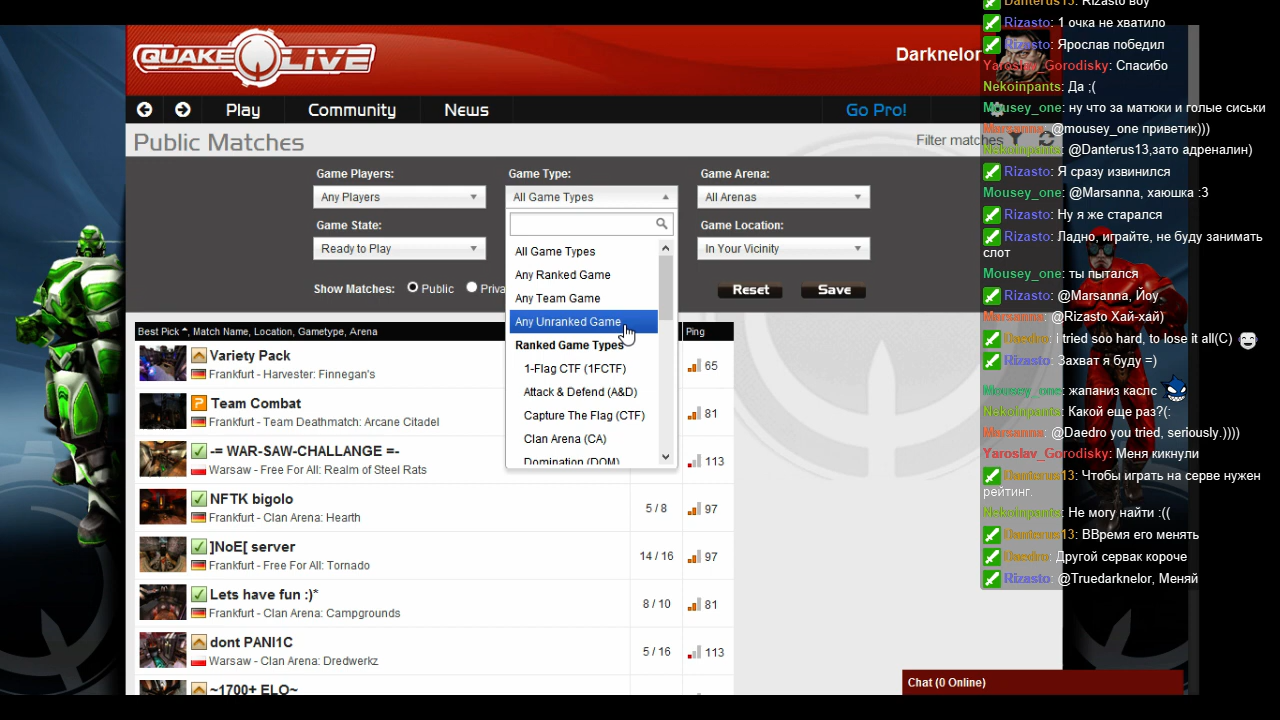 QUAKE LIVE
Darknelor
Play
Community
News
Go Pro!
Public Matches
Filter matches
Game Players:
Game Type:
Game Arena:
Any Players
All Game Types
All Arenas
Game State:
Game Location:
Ready to Play
In Your Vicinity
Show Matches:
Public
Priva
Reset
Save
All Game Types
Any Ranked Game
Any Team Game
Any Unranked Game
Ranked Game Types
1-Flag CTF (1FCTF)
Attack & Defend (A&D)
Capture The Flag (CTF)
Clan Arena (CA)
Domination (DOM)
Best Pick, Match Name, Location, Gametype, Arena
Ping
Variety Pack
Frankfurt - Harvester: Finnegan's
65
Team Combat
Frankfurt - Team Deathmatch: Arcane Citadel
81
-= WAR-SAW-CHALLENGE =-
Warsaw - Free For All: Realm of Steel Rats
113
NFTK bigolo
Frankfurt - Clan Arena: Hearth
5 / 8
97
]NoE[ server
Frankfurt - Free For All: Tornado
14 / 16
97
Lets have fun :)*
Frankfurt - Clan Arena: Campgrounds
8 / 10
81
dont PANI1C
Warsaw - Clan Arena: Dredwerkz
8 / 16
113
~1700+ ELO~
Chat (0 Online)
Danterus13: Rizasto воу
Rizasto: 1 очка не хватило
Rizasto: Ярослав победил
Yaroslav_Gorodisky: Спасибо
Nekoinpants: Да ;(
Mousey_one: ну что за матюки и голые сиськи
Marsanna: @mousey_one приветик)))
Nekoinpants: @Danterus13,зато адреналин)
Rizasto: Я сразу извинился
Mousey_one: @Marsanna, хаюшка :3
Rizasto: Ну я же старался
Rizasto: Ладно, играйте, не буду занимать
слот
Mousey_one: ты пытался
Rizasto: @Marsanna, Йоу
Marsanna: @Rizasto Хай-хай)
Daedro: i tried soo hard, to lose it all(C)
Rizasto: Захват я буду =)
Mousey_one: жапаниз каслс
Nekoinpants: Какой еще раз?(:
Marsanna: @Daedro you tried, seriously.))))
Yaroslav_Gorodisky: Меня кикнули
Danterus13: Чтобы играть на серве нужен
рейтинг.
Nekoinpants: Не могу найти :((
Danterus13: ВВремя его менять
Daedro: Другой сервак короче
Rizasto: @Truedarknelor, Меняй